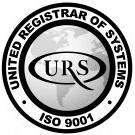 UNITED REGISTRAR OF SYSTEMS
URS
• ISO 9001 •